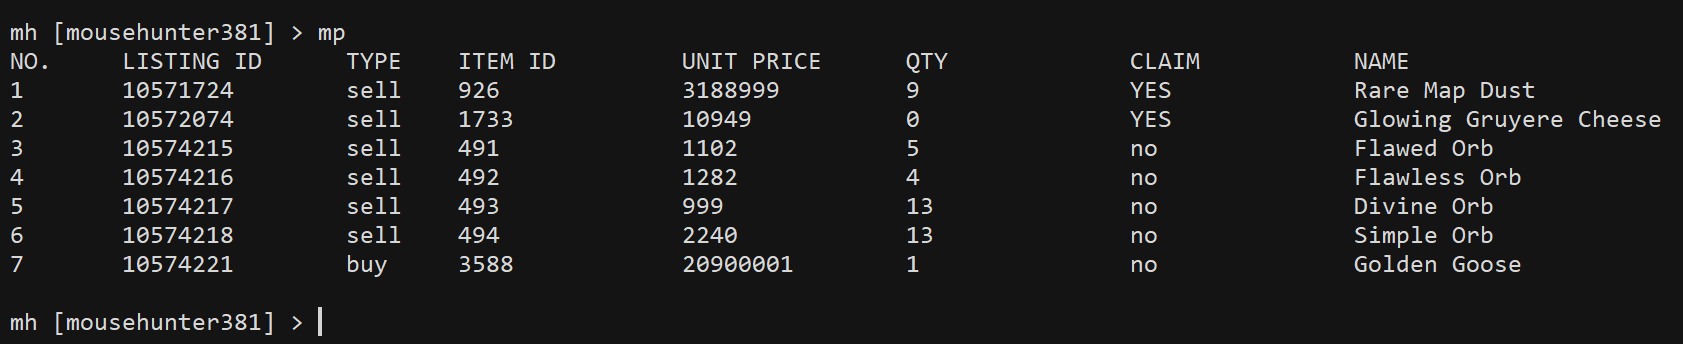 mh [mousehunter381] > mp
NO. LISTING ID TYPE ITEM ID UNIT PRICE QTY CLAIM NAME
1 10571724 sell 926 3188999 9 YES Rare Map Dust
2 10572074 sell 1733 10949 0 YES Glowing Gruyere Cheese
3 10574215 sell 491 1102 5 no Flawed Orb
4 10574216 sell 492 1282 4 no Flawless Orb
5 10574217 sell 493 999 13 no Divine Orb
6 10574218 sell 494 2240 13 no Simple Orb
7 10574221 buy 3588 20900001 1 no Golden Goose
mh [mousehunter381] >